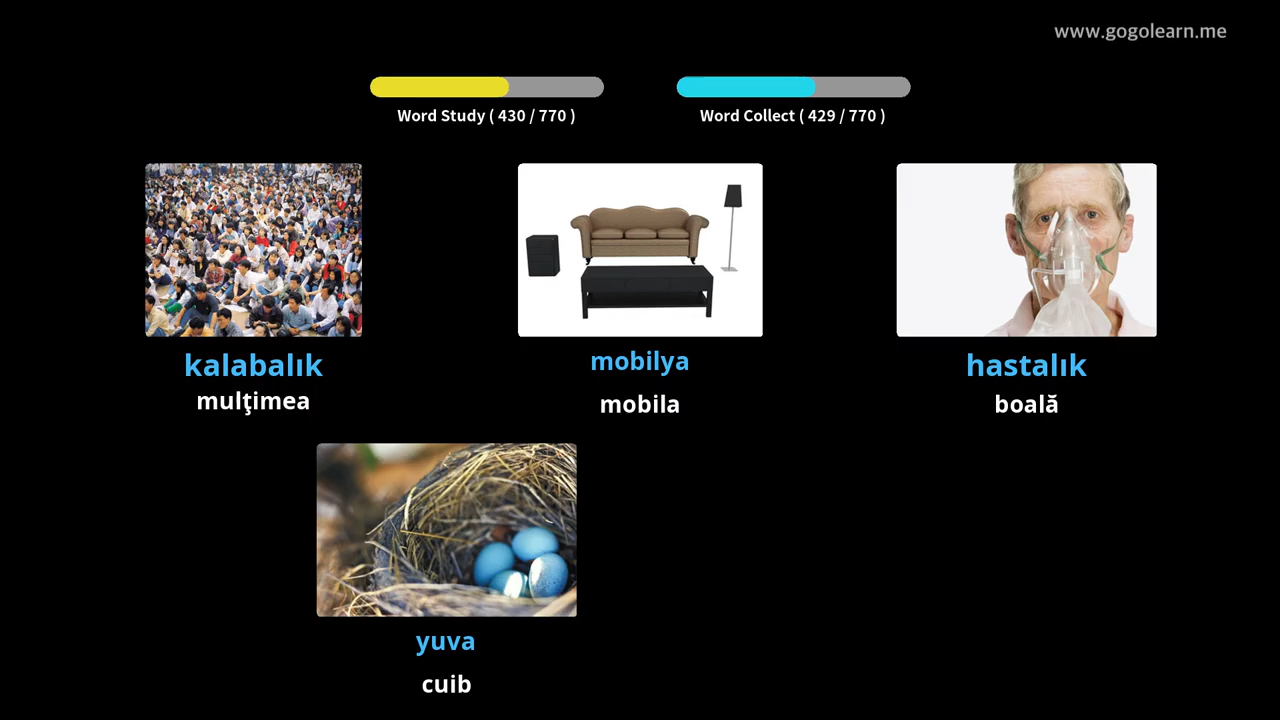 www.gogolearn.me
Word Study ( 430 / 770 )
Word Collect ( 429 / 770 )
kalabalık
mulţimea
mobilya
mobila
hastalık
boală
yuva
cuib